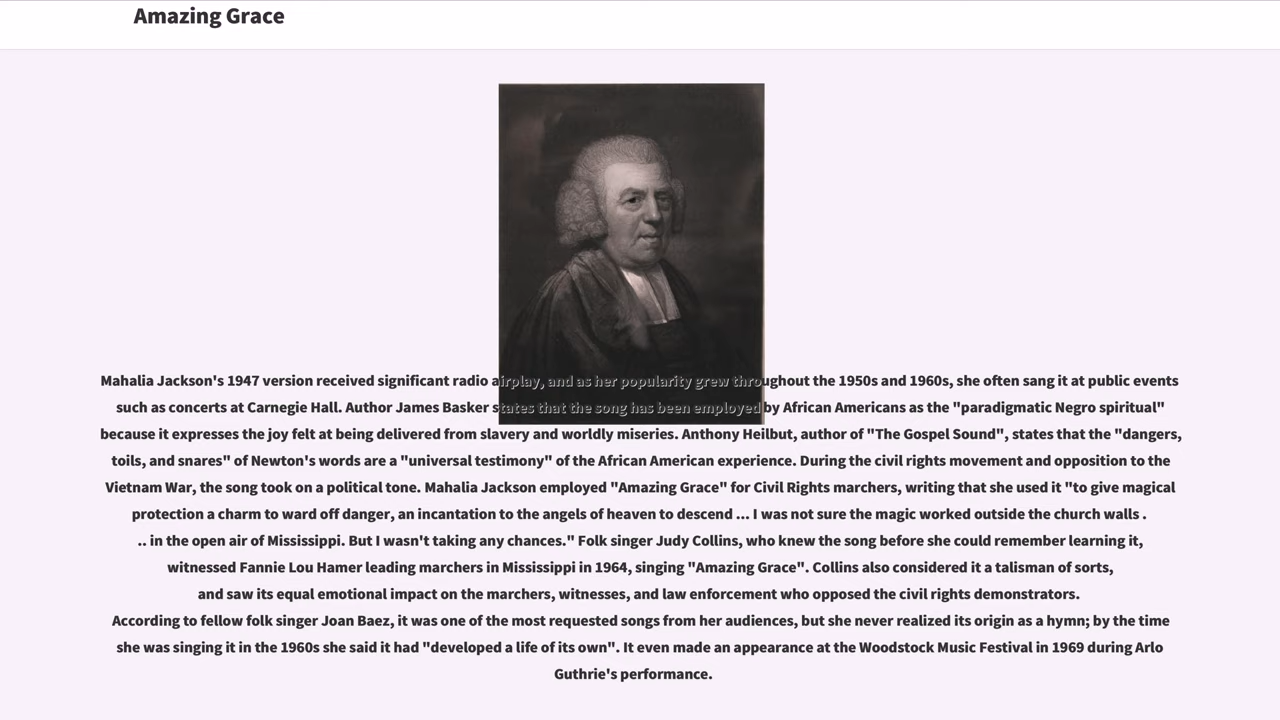 Amazing Grace
Mahalia Jackson's 1947 version received significant radio airplay, and as her popularity grew throughout the 1950s and 1960s, she often sang it at public events
such as concerts at Carnegie Hall. Author James Basker states that the song has been employed by African Americans as the "paradigmatic Negro spiritual"
because it expresses the joy felt at being delivered from slavery and worldly miseries. Anthony Heilbut, author of "The Gospel Sound", states that the "dangers,
toils, and snares" of Newton's words are a "universal testimony" of the African American experience. During the civil rights movement and opposition to the
Vietnam War, the song took on a political tone. Mahalia Jackson employed "Amazing Grace" for Civil Rights marchers, writing that she used it "to give magical
protection a charm to ward off danger, an incantation to the angels of heaven to descend ... I was not sure the magic worked outside the church walls .
.. in the open air of Mississippi. But I wasn't taking any chances." Folk singer Judy Collins, who knew the song before she could remember learning it,
witnessed Fannie Lou Hamer leading marchers in Mississippi in 1964, singing "Amazing Grace". Collins also considered it a talisman of sorts,
and saw its equal emotional impact on the marchers, witnesses, and law enforcement who opposed the civil rights demonstrators.
According to fellow folk singer Joan Baez, it was one of the most requested songs from her audiences, but she never realized its origin as a hymn; by the time
she was singing it in the 1960s she said it had "developed a life of its own". It even made an appearance at the Woodstock Music Festival in 1969 during Arlo
Guthrie's performance.